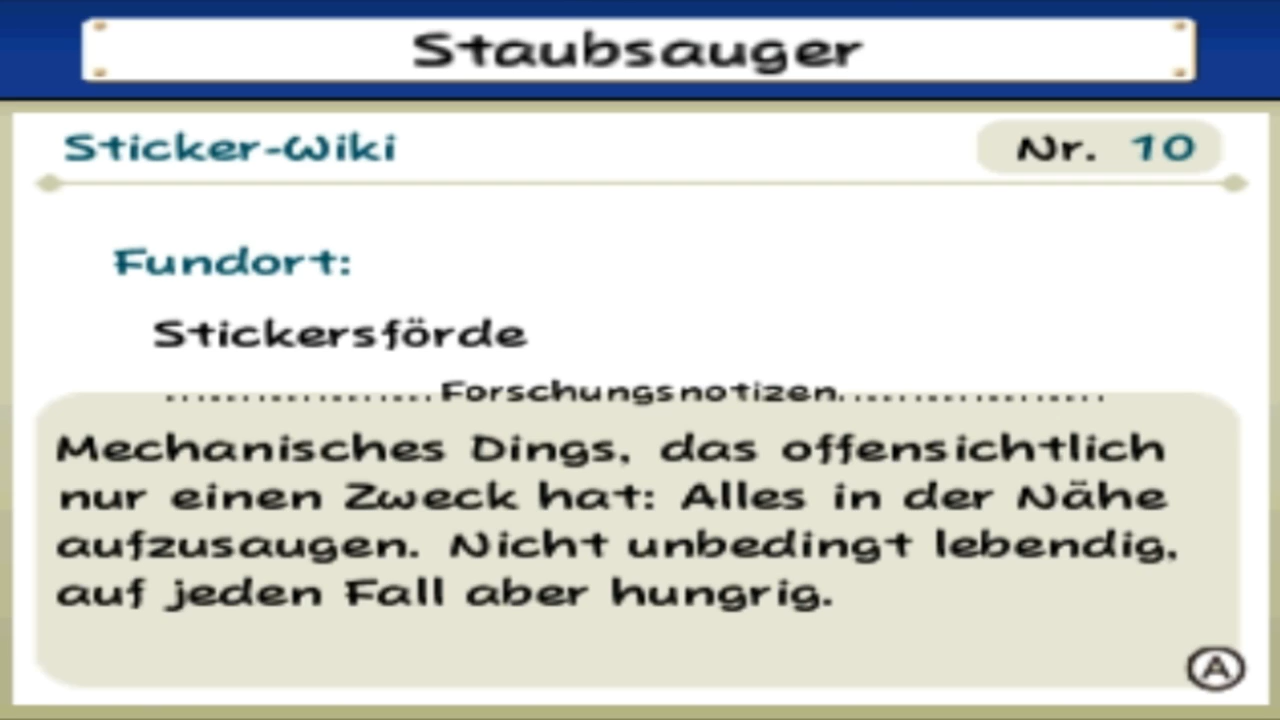 Staubsauger
Sticker-Wiki
Nr. 10
Fundort:
Stickersförde
Forschungsnotizen
Mechanisches Dings, das offensichtlich
nur einen Zweck hat: Alles in der Nähe
aufzusaugen. Nicht unbedingt lebendig,
auf jeden Fall aber hungrig.
A